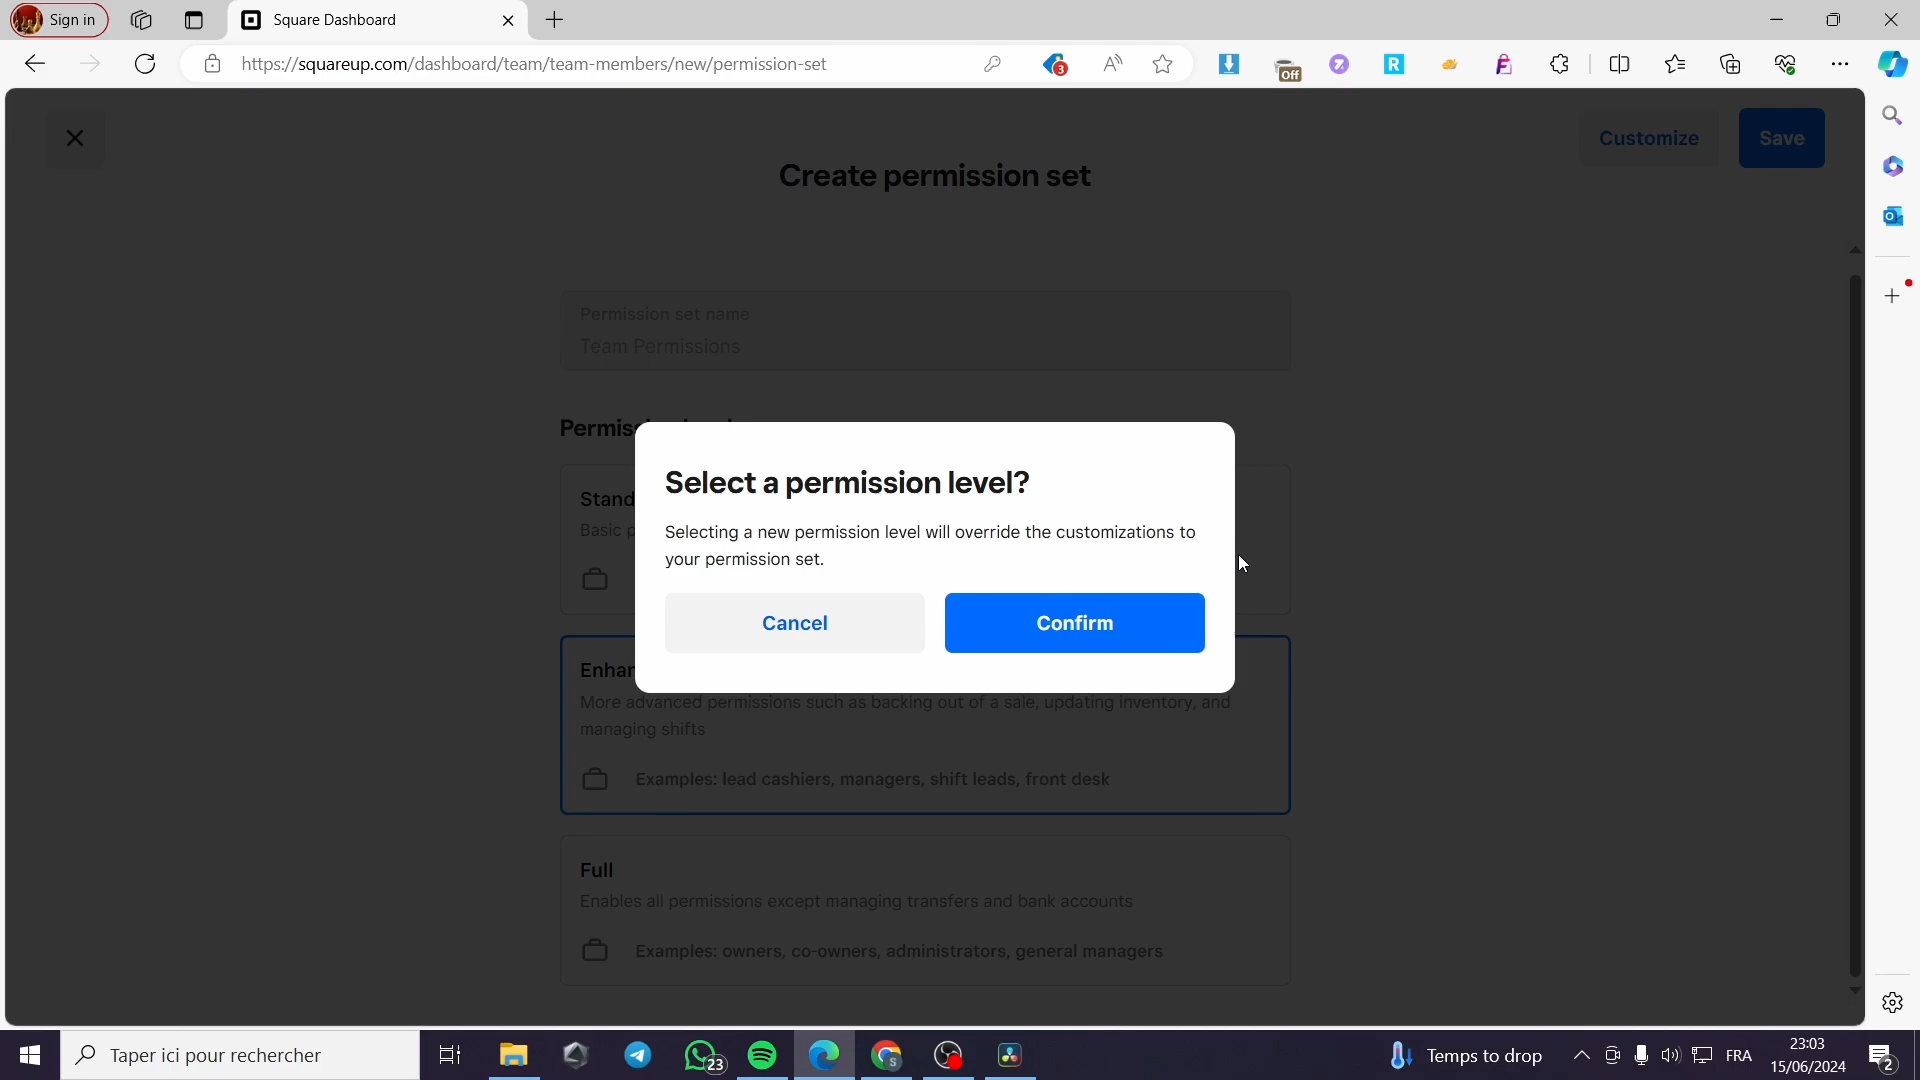 Sign in
Square Dashboard
https://squareup.com/dashboard/team/team-members/new/permission-set
3
Off
R
Customize
Save
Create permission set
Permission set name
Team Permissions
Permis
Select a permission level?
Selecting a new permission level will override the customizations to
your permission set.
Cancel
Confirm
Stand
Basic p
Enhan
More advanced permissions such as backing out of a sale, updating inventory, and
managing shifts
Examples: lead cashiers, managers, shift leads, front desk
Full
Enables all permissions except managing transfers and bank accounts
Examples: owners, co-owners, administrators, general managers
Taper ici pour rechercher
23
Temps to drop
FRA
23:03
15/06/2024
2